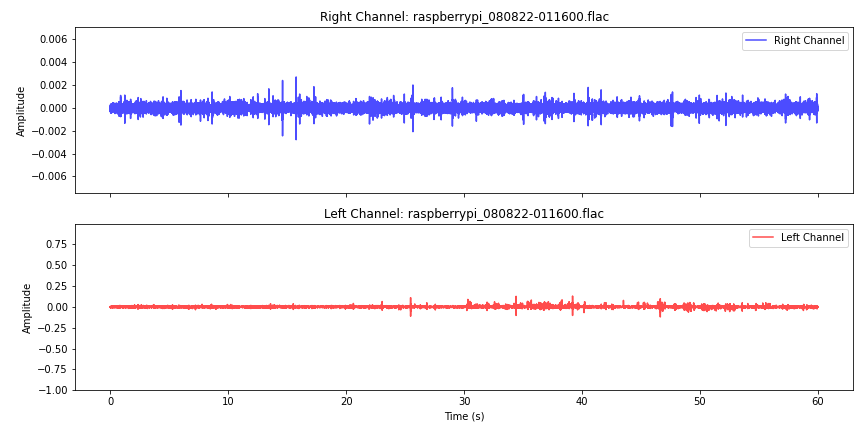 Right Channel: raspberrypi_080822-011600.flac
0.006
0.004
0.002
0.000
−0.002
−0.004
−0.006
Amplitude
Right Channel
Left Channel: raspberrypi_080822-011600.flac
0.75
0.50
0.25
0.00
−0.25
−0.50
−0.75
−1.00
Amplitude
Left Channel
0 10 20 30 40 50 60
Time (s)